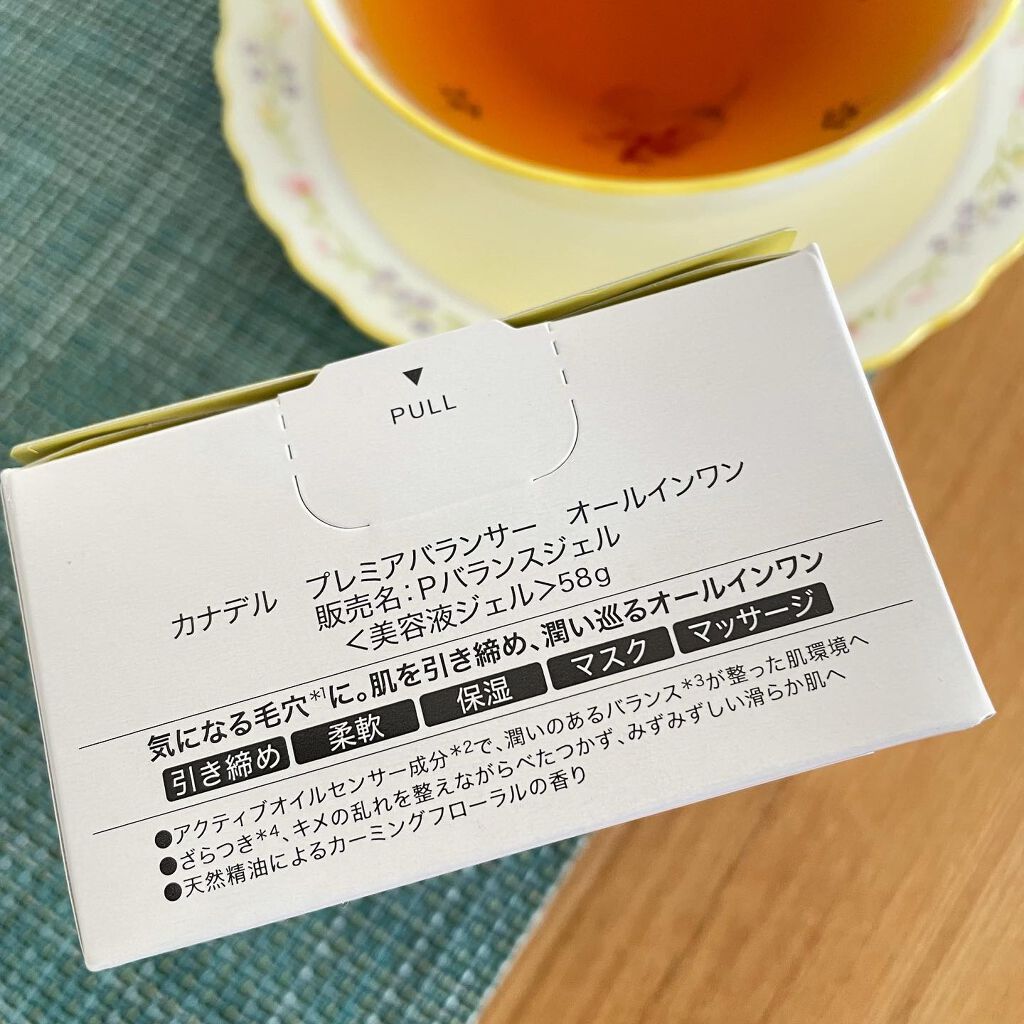 ▼
PULL
カナデル　プレミアバランサー　オールインワン
販売名：Pバランスジェル
＜美容液ジェル＞58g
気になる毛穴*1に。肌を引き締め、潤い巡るオールインワン
引き締め 柔軟 保湿 マスク マッサージ
●アクティブオイルセンサー成分*2で、潤いのあるバランス*3が整った肌環境へ
●ざらつき*4、キメの乱れを整えながらべたつかず、みずみずしい滑らか肌へ
●天然精油によるカーミングフローラルの香り